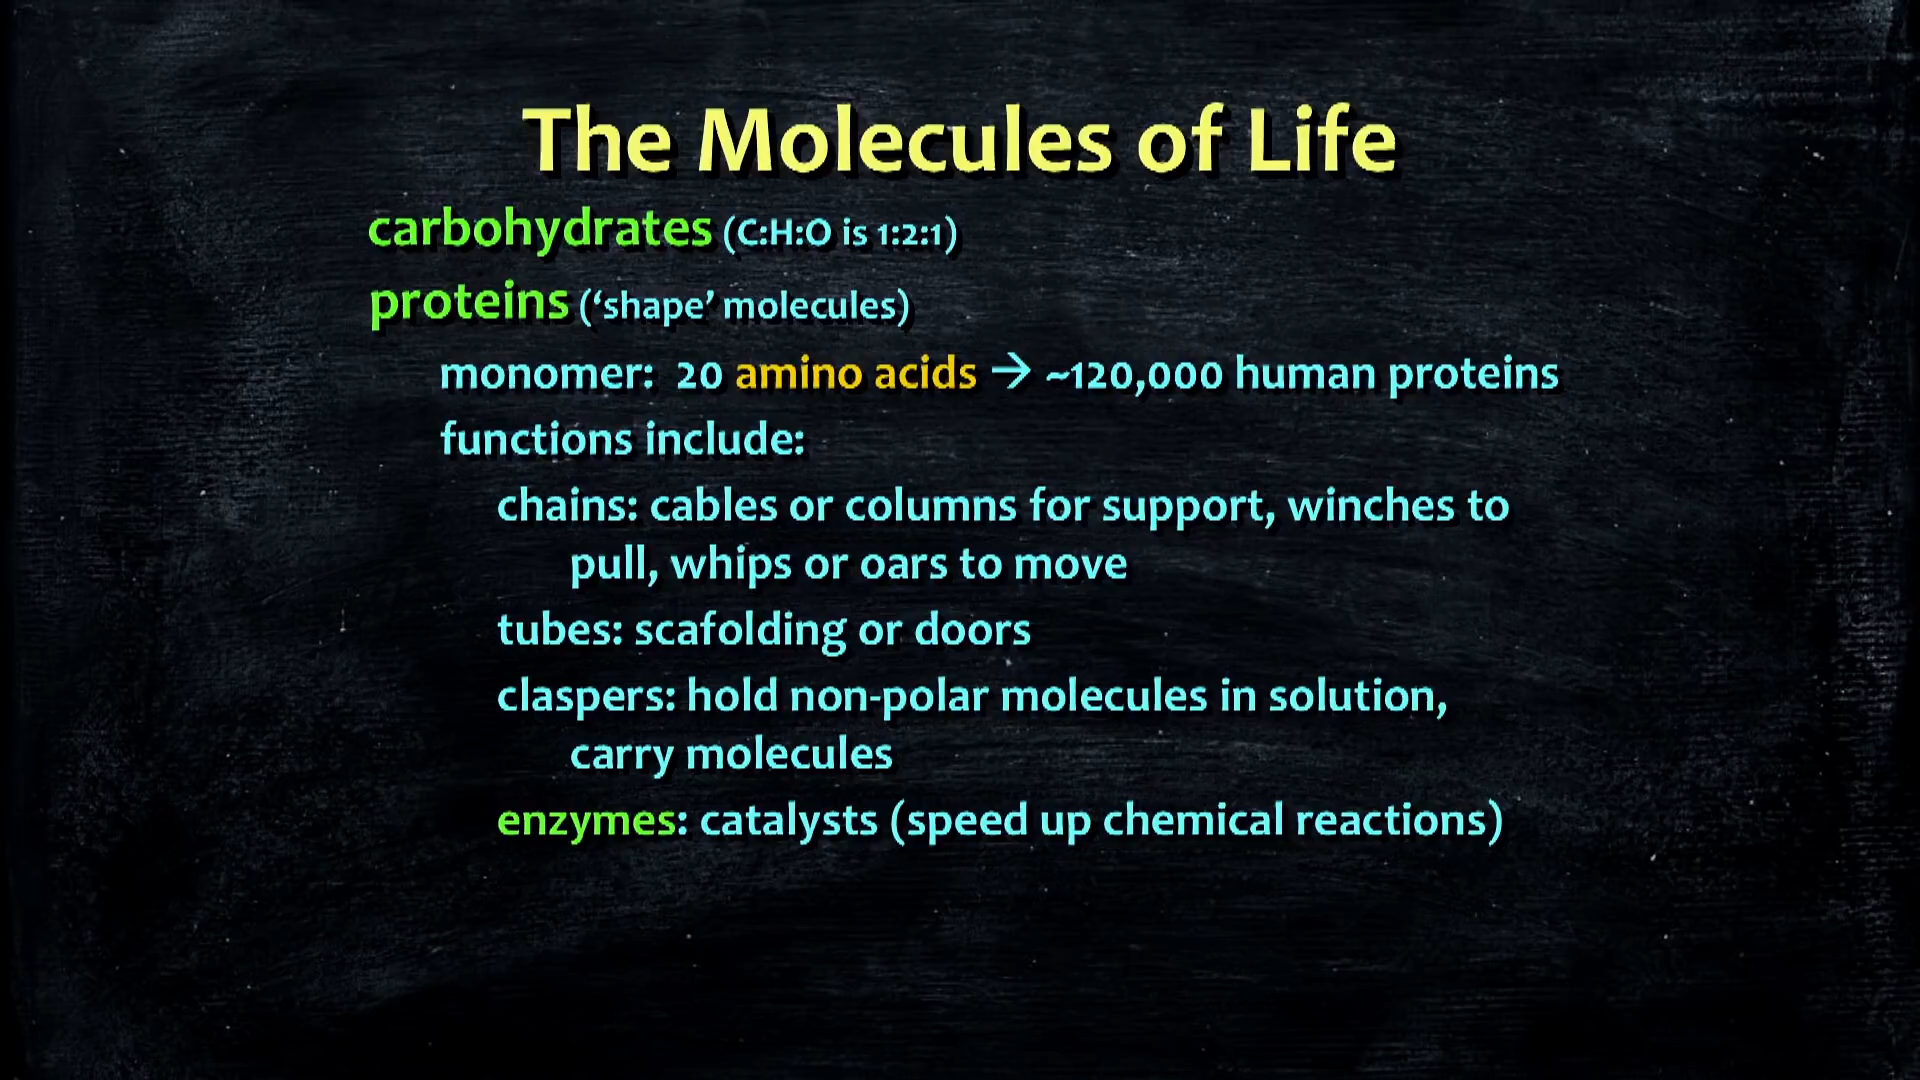 The Molecules of Life
carbohydrates (C:H:O is 1:2:1)
proteins (‘shape’ molecules)
monomer: 20 amino acids → ~120,000 human proteins
functions include:
chains: cables or columns for support, winches to
pull, whips or oars to move
tubes: scafolding or doors
claspers: hold non-polar molecules in solution,
carry molecules
enzymes: catalysts (speed up chemical reactions)